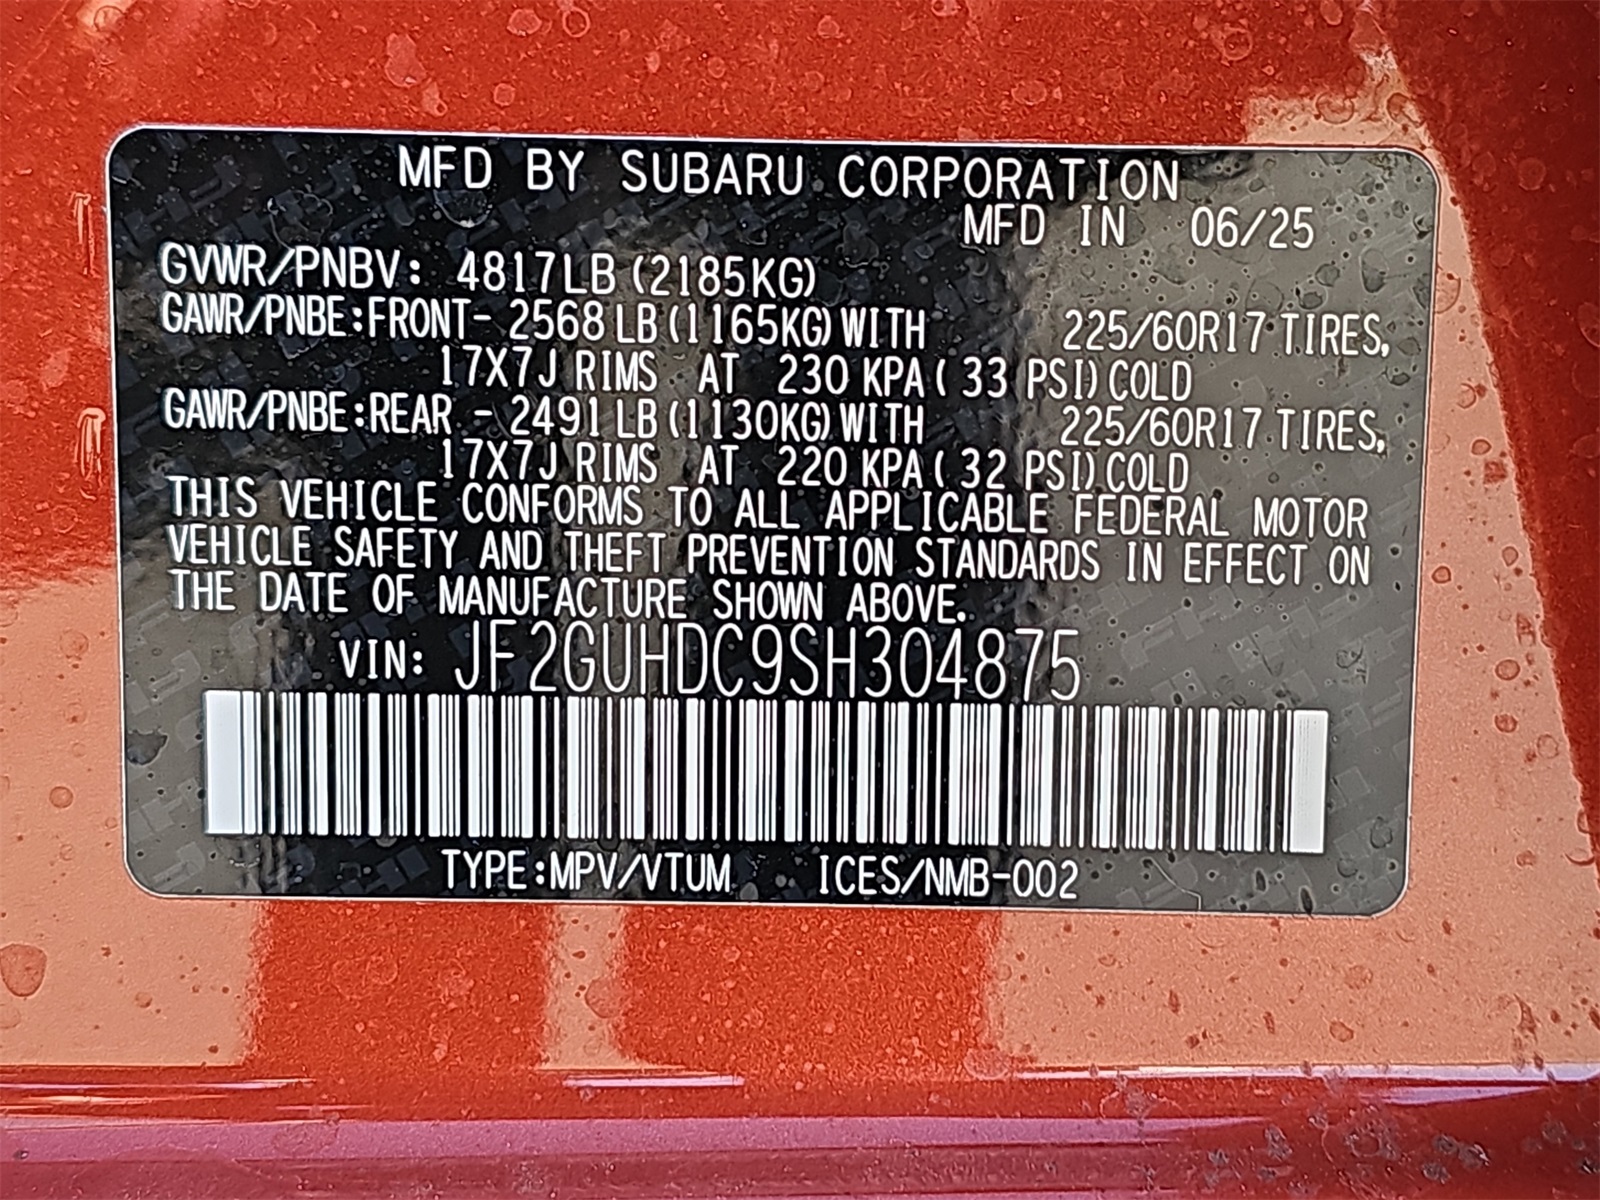 MFD BY SUBARU CORPORATION
MFD IN 06/25
GVWR/PNBV: 4817LB (2185KG)
GAWR/PNBE:FRONT- 2568 LB (1165KG) WITH 225/60R17 TIRES,
17X7J RIMS AT 230 KPA ( 33 PSI) COLD
GAWR/PNBE:REAR - 2491 LB (1130KG) WITH 225/60R17 TIRES,
17X7J RIMS AT 220 KPA ( 32 PSI) COLD
THIS VEHICLE CONFORMS TO ALL APPLICABLE FEDERAL MOTOR
VEHICLE SAFETY AND THEFT PREVENTION STANDARDS IN EFFECT ON
THE DATE OF MANUFACTURE SHOWN ABOVE.
VIN: JF2GUHDC9SH304875
TYPE:MPV/VTUM ICES/NMB-002